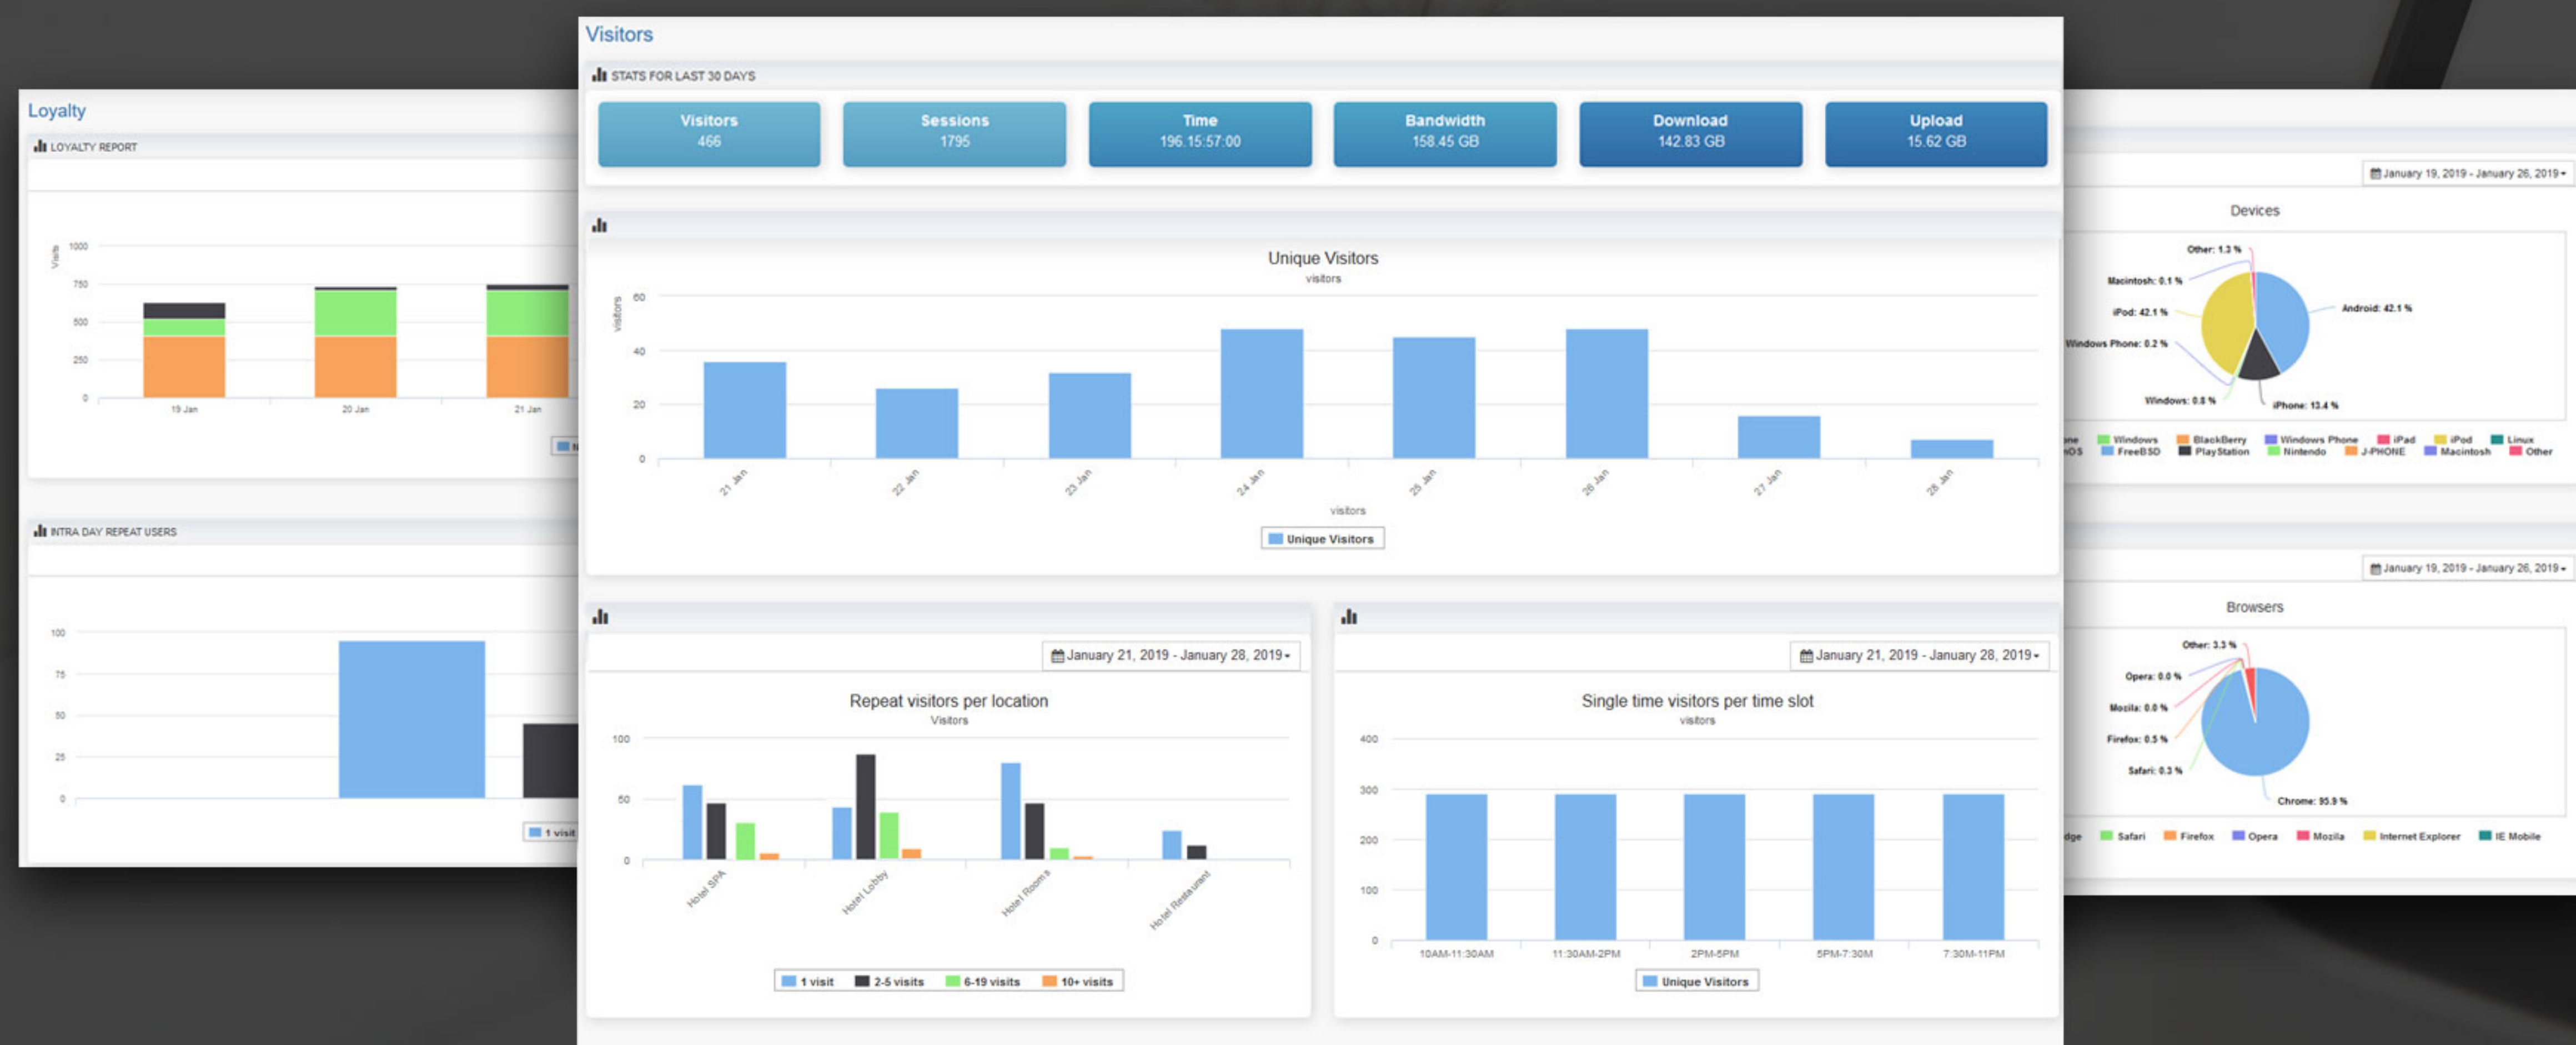 Loyalty
LOYALTY REPORT
Visits
1000
750
500
250
0
19 Jan
20 Jan
21 Jan
INTRA DAY REPEAT USERS
100
75
50
25
0
1 visit
Visitors
STATS FOR LAST 30 DAYS
Visitors
466
Sessions
1795
Time
196.15:57:00
Bandwidth
158.45 GB
Download
142.83 GB
Upload
15.62 GB
Unique Visitors
visitors
visitors
60
40
20
0
21 Jan
22 Jan
23 Jan
24 Jan
25 Jan
26 Jan
27 Jan
28 Jan
visitors
Unique Visitors
January 21, 2019 - January 28, 2019
Repeat visitors per location
Visitors
100
50
0
Hotel SPA
Hotel Lobby
Hotel Rooms
Hotel Restaurant
1 visit 2-5 visits 6-19 visits 10+ visits
January 21, 2019 - January 28, 2019
Single time visitors per time slot
visitors
400
300
200
100
0
10AM-11:30AM
11:30AM-2PM
2PM-5PM
5PM-7:30M
7:30M-11PM
Unique Visitors
January 19, 2019 - January 26, 2019
Devices
Other: 1.3 %
Macintosh: 0.1 %
iPod: 42.1 %
Android: 42.1 %
Windows Phone: 0.2 %
Windows: 0.8 %
iPhone: 13.4 %
Windows BlackBerry Windows Phone iPad iPod Linux
FreeBSD PlayStation Nintendo J-PHONE Macintosh Other
January 19, 2019 - January 26, 2019
Browsers
Other: 3.3 %
Opera: 0.0 %
Mozila: 0.0 %
Firefox: 0.5 %
Safari: 0.3 %
Chrome: 95.9 %
Safari Firefox Opera Mozila Internet Explorer IE Mobile